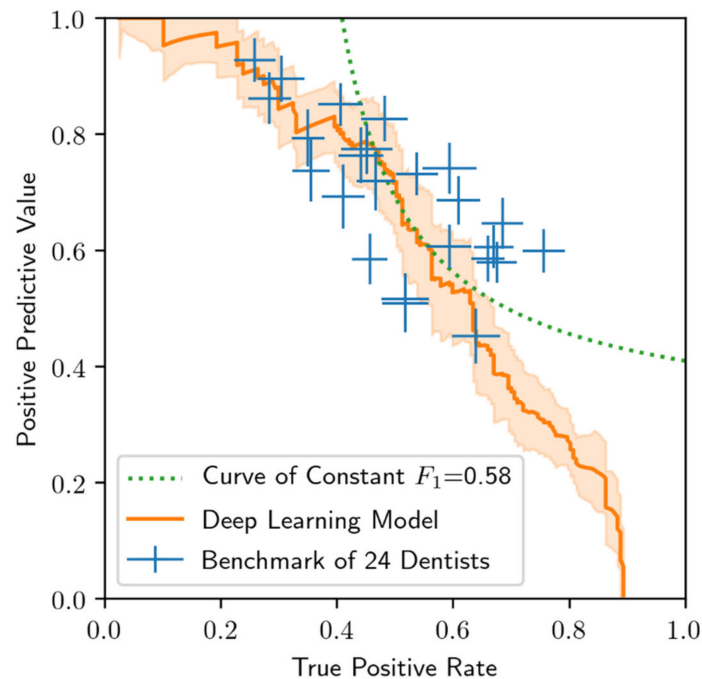 1.0
0.8
0.6
0.4
0.2
0.0
Positive Predictive Value
Curve of Constant F₁=0.58
Deep Learning Model
Benchmark of 24 Dentists
0.0 0.2 0.4 0.6 0.8 1.0
True Positive Rate